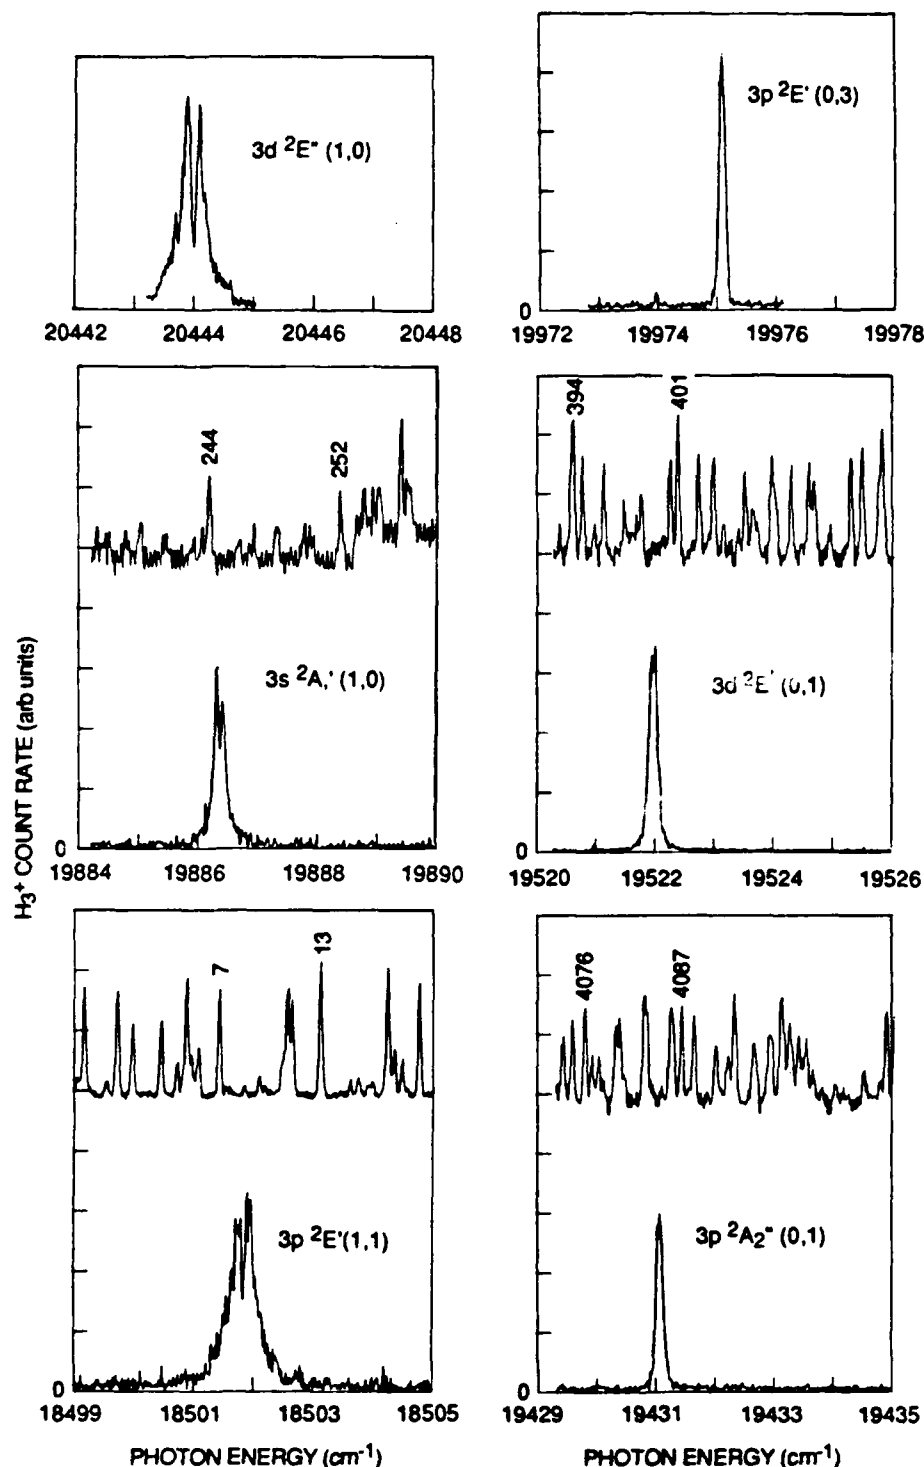 3d ²E" (1,0)
20442 20444 20446 20448
3p ²E' (0,3)
0
19972 19974 19976 19978
244
252
3s ²A,' (1,0)
0
19884 19886 19888 19890
394
401
3d ²E' (0,1)
0
19520 19522 19524 19526
H₃⁺ COUNT RATE (arb units)
7
13
3p ²E'(1,1)
0
18499 18501 18503 18505
PHOTON ENERGY (cm⁻¹)
4076
4087
3p ²A₂" (0,1)
0
19429 19431 19433 19435
PHOTON ENERGY (cm⁻¹)